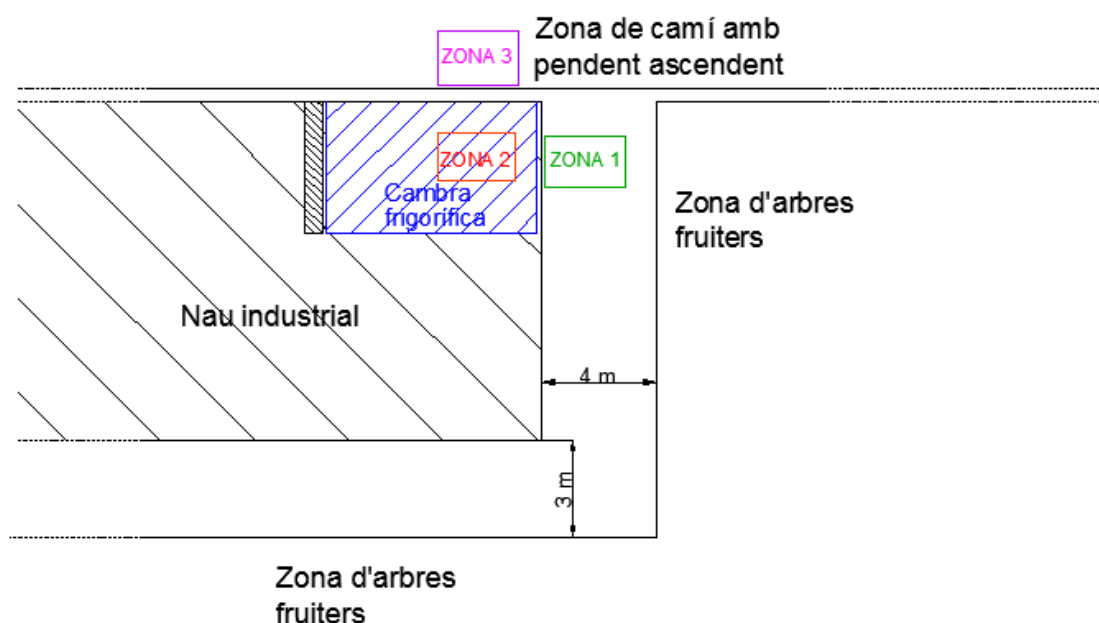 Zona de camí amb
pendent ascendent
ZONA 3
ZONA 2
ZONA 1
Cambra
frigorífica
Zona d'arbres
fruiters
Nau industrial
4 m
3 m
Zona d'arbres
fruiters